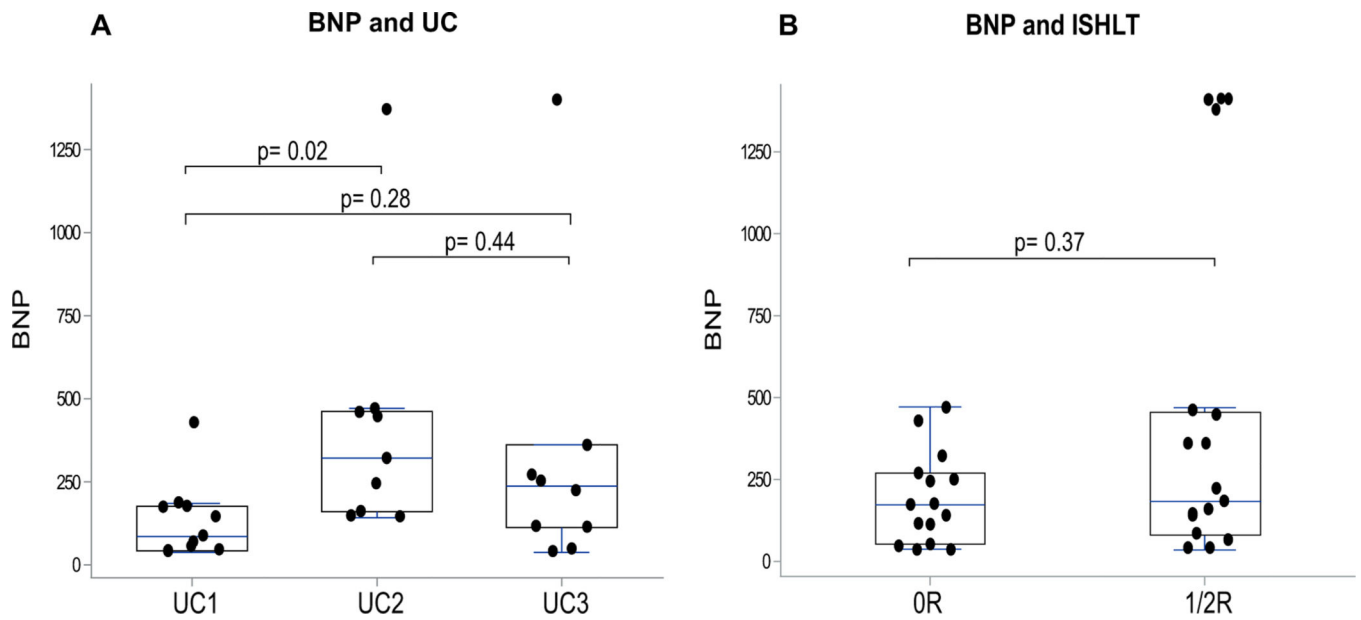 A
BNP and UC
BNP
1250
1000
750
500
250
0
p= 0.02
p= 0.28
p= 0.44
UC1
UC2
UC3
B
BNP and ISHLT
BNP
1250
1000
750
500
250
0
p= 0.37
0R
1/2R